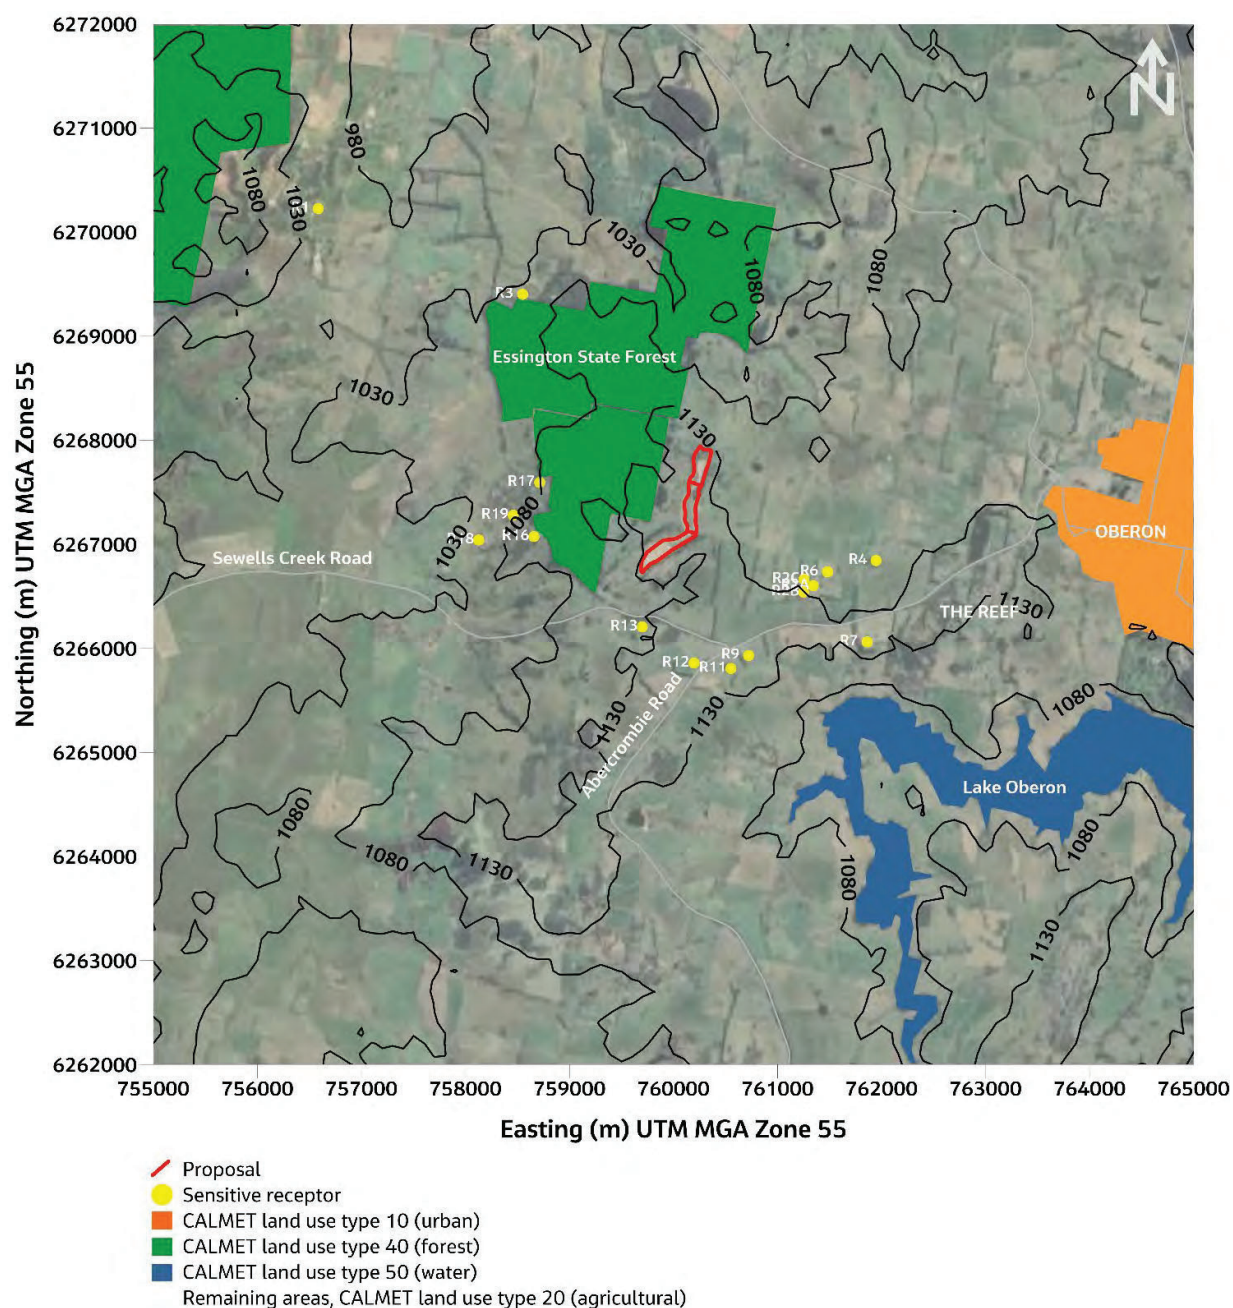 6272000
N
6271000
980
1080
1030
6270000
1030
1080
1080
R3
6269000
Essington State Forest
1030
6268000
1130
R17
R19
1080
R16
1030
6267000
OBERON
Sewells Creek Road
R4
R6
R2C
THE REEF
1130
R13
R7
6266000
R9
R12
R11
1080
1130
1130
Abercrombie Road
6265000
Lake Oberon
1080
1080
6264000
1080
1130
1080
1130
6263000
6262000
755000 756000 757000 758000 759000 760000 761000 762000 763000 764000 765000
Northing (m) UTM MGA Zone 55
Easting (m) UTM MGA Zone 55
Proposal
Sensitive receptor
CALMET land use type 10 (urban)
CALMET land use type 40 (forest)
CALMET land use type 50 (water)
Remaining areas, CALMET land use type 20 (agricultural)